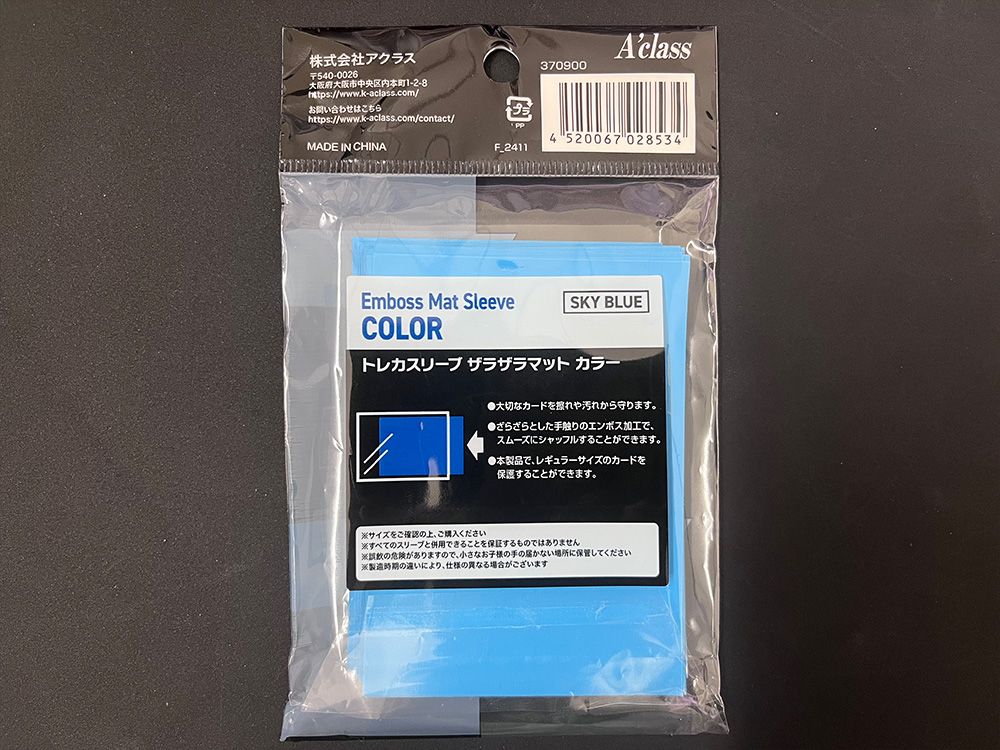 株式会社アクラス
〒540-0026
大阪府大阪市中央区内本町1-2-8
https://www.k-aclass.com/
お問い合わせはこちら
https://www.k-aclass.com/contact/
MADE IN CHINA
プラ
PP
F_2411
A'class
370900
4 520067 028534
Emboss Mat Sleeve
COLOR
SKY BLUE
トレカスリーブ ザラザラマット カラー
●大切なカードを擦れや汚れから守ります。
●ざらざらとした手触りのエンボス加工で、
スムーズにシャッフルすることができます。
●本製品で、レギュラーサイズのカードを
保護することができます。
※サイズをご確認の上、ご購入ください
※すべてのスリーブと併用できることを保証するものではありません
※誤飲の危険がありますので、小さなお子様の手の届かない場所に保管してください
※製造時期の違いにより、仕様の異なる場合がございます